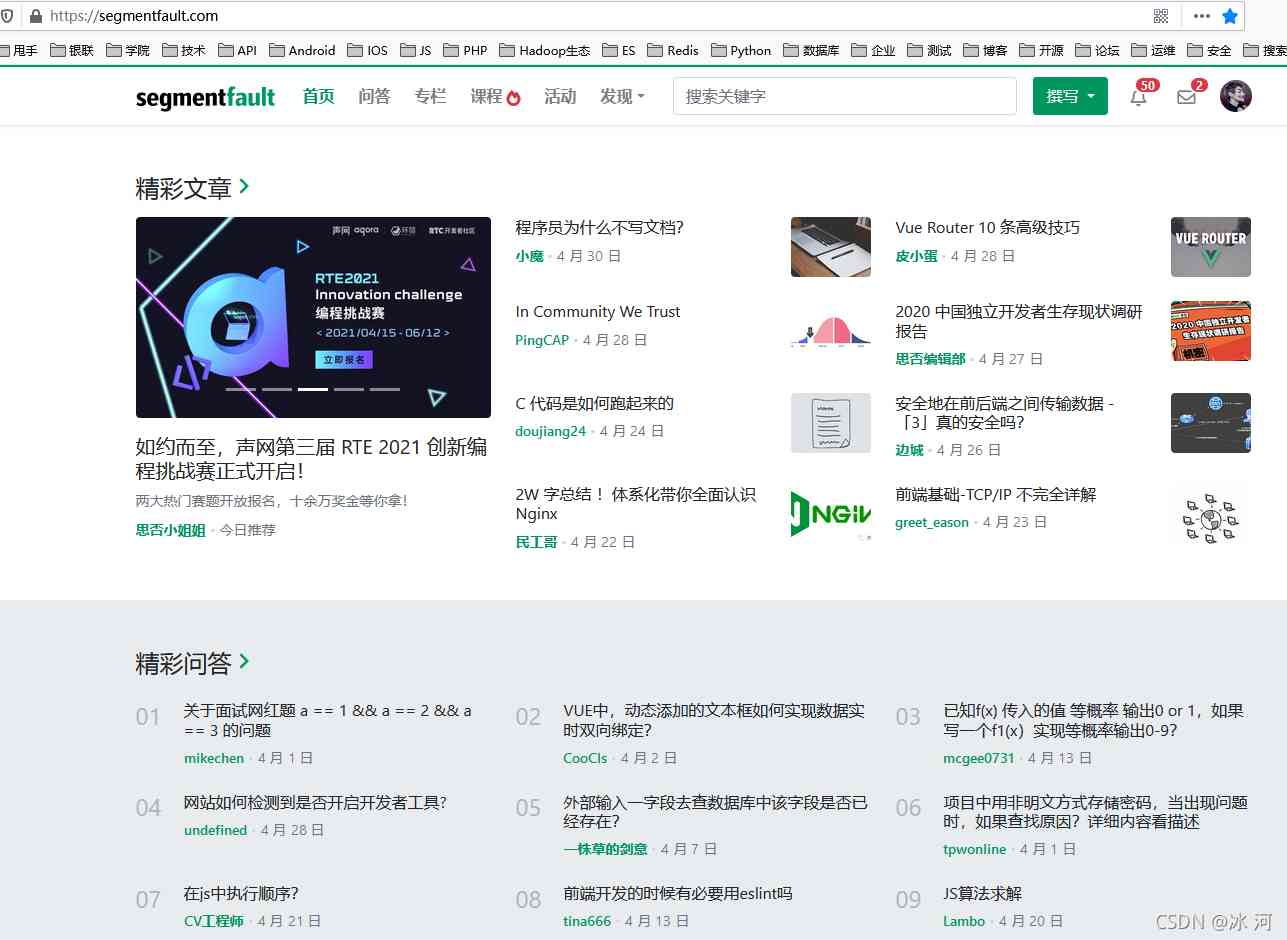 https://segmentfault.com
甩手 银联 学院 技术 API Android IOS JS PHP Hadoop生态 ES Redis Python 数据库 企业 测试 博客 开源 论坛 运维 安全 搜索
segmentfault 首页 问答 专栏 课程 活动 发现 搜索关键字 撰写 50 2
精彩文章
声网 agora 环信 RTC开发者社区
RTE2021
Innovation challenge
编程挑战赛
< 2021/04/15 - 06/12 >
立即报名
如约而至，声网第三届 RTE 2021 创新编
程挑战赛正式开启！
两大热门赛题开放报名，十余万奖金等你拿！
思否小姐姐 · 今日推荐
程序员为什么不写文档？
小魔 · 4 月 30 日
In Community We Trust
PingCAP · 4 月 28 日
C 代码是如何跑起来的
doujiang24 · 4 月 24 日
2W 字总结！体系化带你全面认识
Nginx
民工哥 · 4 月 22 日
NGIN
Vue Router 10 条高级技巧
皮小蛋 · 4 月 28 日
VUE ROUTER
2020 中国独立开发者生存现状调研
报告
思否编辑部 · 4 月 27 日
2020 中国独立开发者
生存现状调研报告
机密
安全地在前后端之间传输数据 -
「3」真的安全吗？
边城 · 4 月 26 日
前端基础-TCP/IP 不完全详解
greet_eason · 4 月 23 日
精彩问答
01 关于面试网红题 a == 1 && a == 2 && a
== 3 的问题
mikechen · 4 月 1 日
02 VUE中，动态添加的文本框如何实现数据实
时双向绑定？
CooCls · 4 月 2 日
03 已知f(x) 传入的值 等概率 输出0 or 1，如果
写一个f1(x）实现等概率输出0-9？
mcgee0731 · 4 月 13 日
04 网站如何检测到是否开启开发者工具？
undefined · 4 月 28 日
05 外部输入一字段去查数据库中该字段是否已
经存在？
一株草的剑意 · 4 月 7 日
06 项目中用非明文方式存储密码，当出现问题
时，如果查找原因？详细内容看描述
tpwonline · 4 月 1 日
07 在js中执行顺序？
CV工程师 · 4 月 21 日
08 前端开发的时候有必要用eslint吗
tina666 · 4 月 13 日
09 JS算法求解
Lambo · 4 月 20 日
CSDN @冰 河